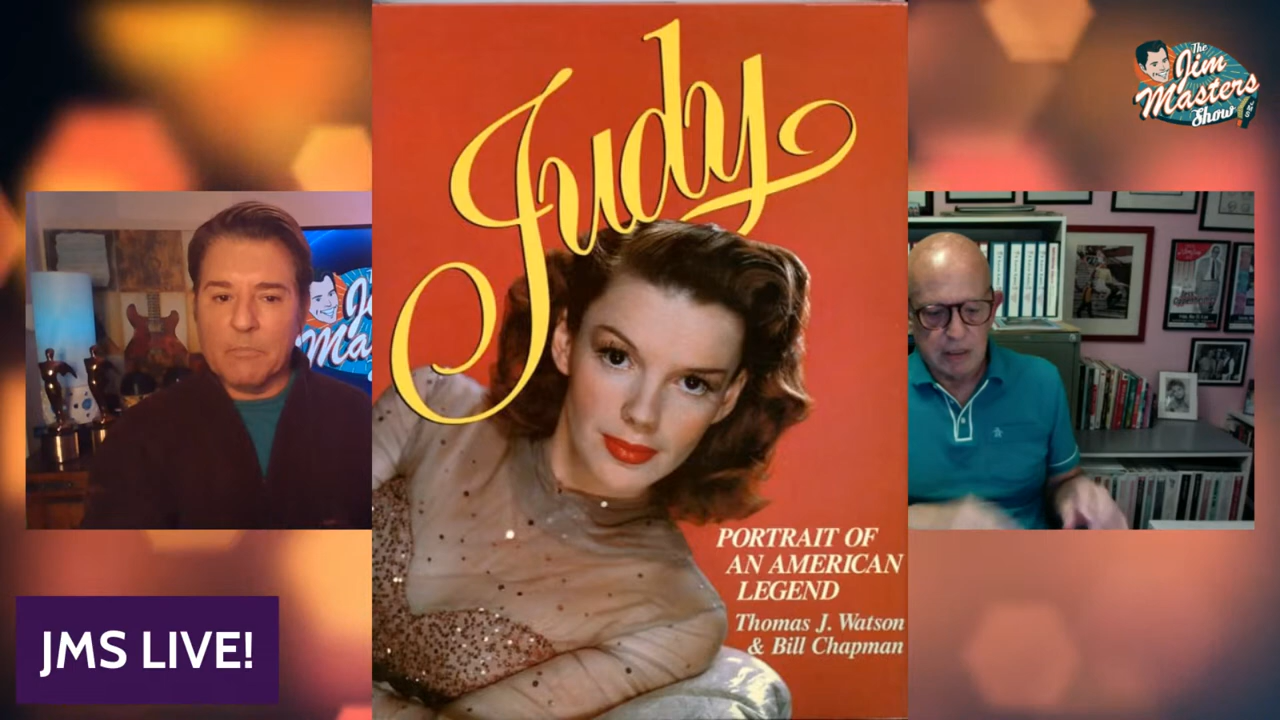 Judy
PORTRAIT OF
AN AMERICAN
LEGEND
Thomas J. Watson
& Bill Chapman
The
Jim
Masters
Show
JMS LIVE!